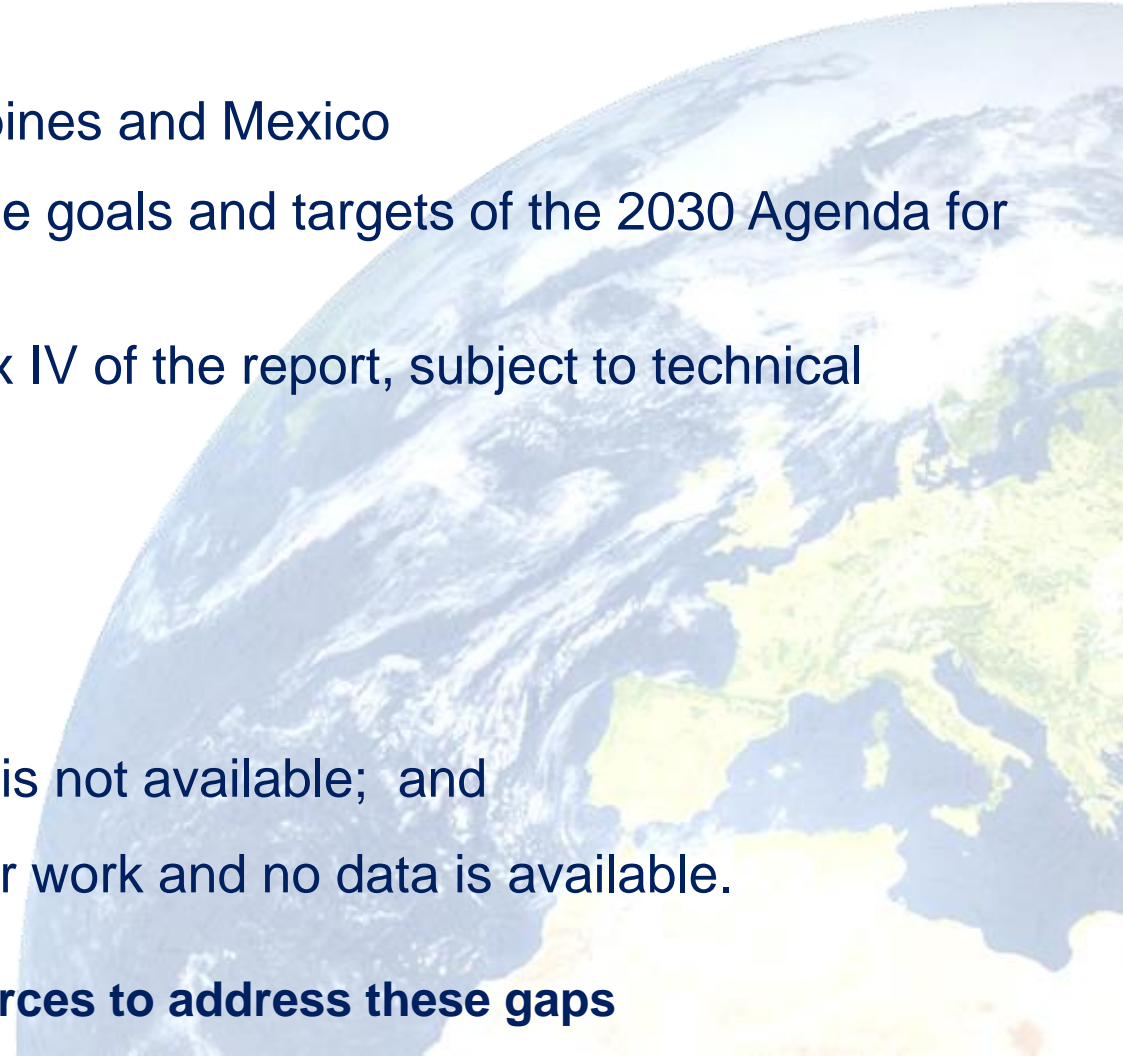 pines and Mexico
e goals and targets of the 2030 Agenda for
x IV of the report, subject to technical
is not available;  and
r work and no data is available.
rces to address these gaps